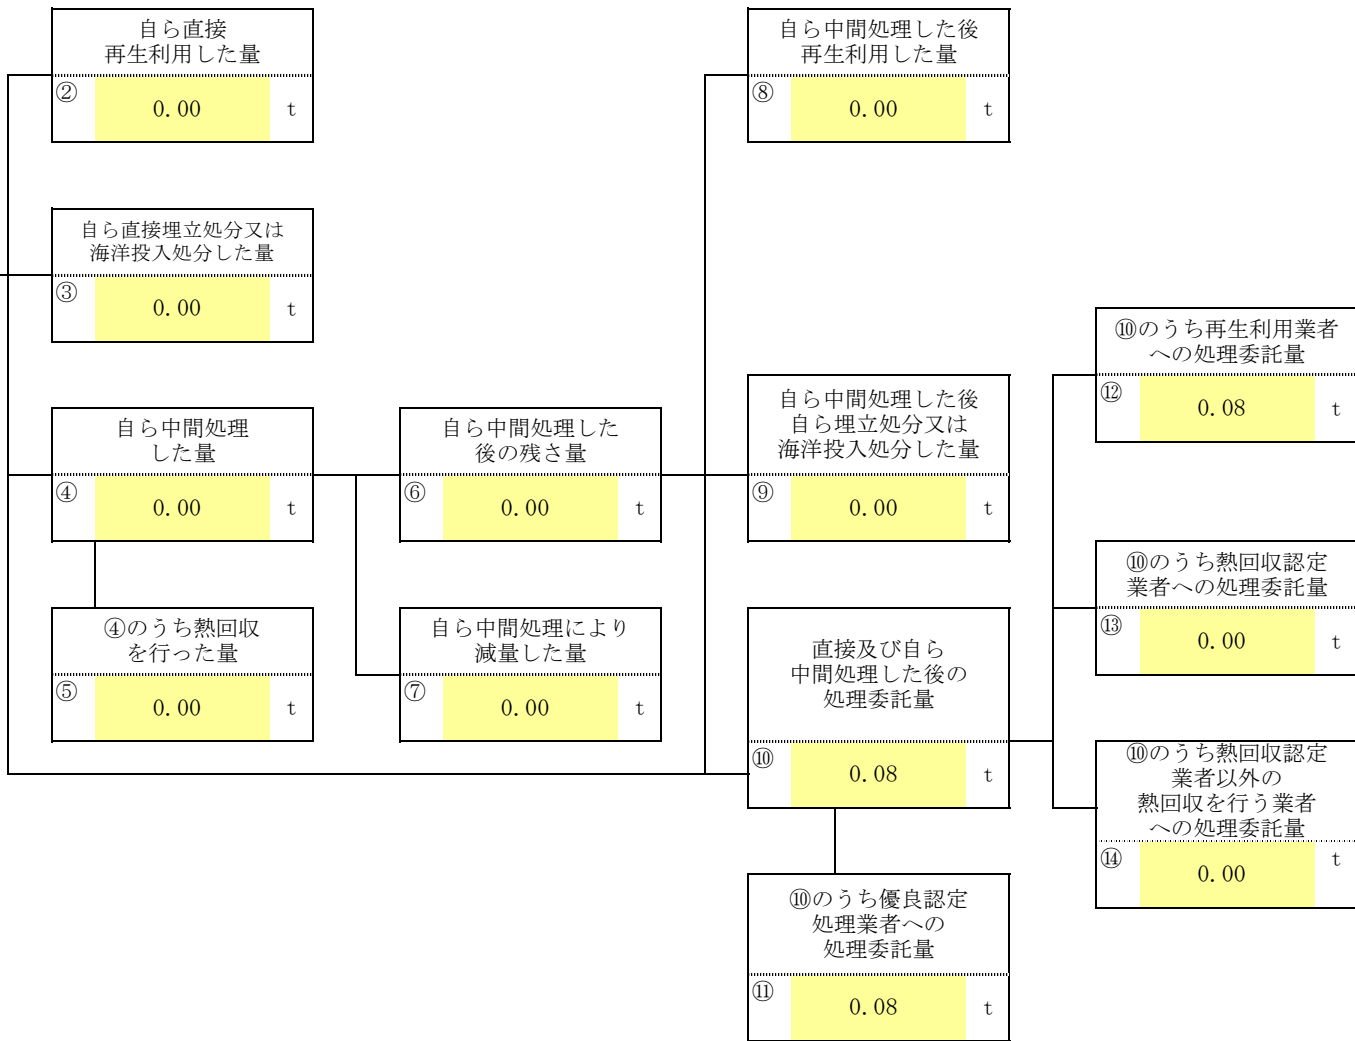 自ら直接
再生利用した量
② 0.00 t
自ら直接埋立処分又は
海洋投入処分した量
③ 0.00 t
自ら中間処理
した量
④ 0.00 t
④のうち熱回収
を行った量
⑤ 0.00 t
自ら中間処理した
後の残さ量
⑥ 0.00 t
自ら中間処理により
減量した量
⑦ 0.00 t
自ら中間処理した後
再生利用した量
⑧ 0.00 t
自ら中間処理した後
自ら埋立処分又は
海洋投入処分した量
⑨ 0.00 t
直接及び自ら
中間処理した後の
処理委託量
⑩ 0.08 t
⑩のうち優良認定
処理業者への
処理委託量
⑪ 0.08 t
⑩のうち再生利用業者
への処理委託量
⑫ 0.08 t
⑩のうち熱回収認定
業者への処理委託量
⑬ 0.00 t
⑩のうち熱回収認定
業者以外の
熱回収を行う業者
への処理委託量
⑭ 0.00 t